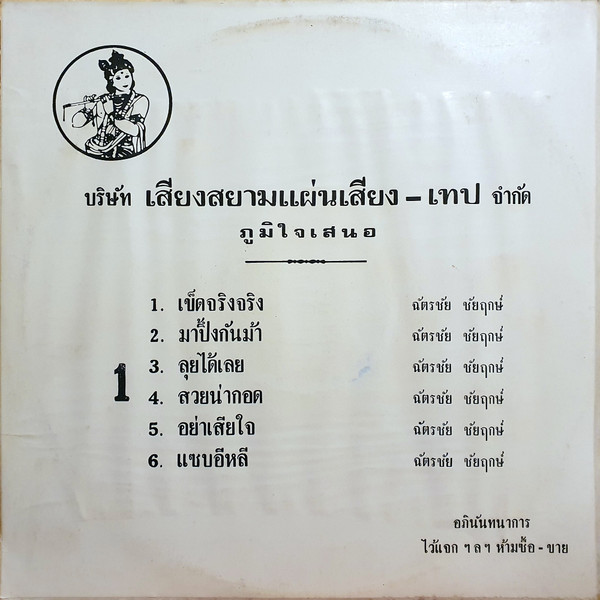 บริษัท เสียงสยามแผ่นเสียง – เทป จำกัด
ภูมิใจเสนอ
1
1. เข็ดจริงจริง ฉัตรชัย ชัยฤกษ์
2. มาปิ้งกันม้า ฉัตรชัย ชัยฤกษ์
3. ลุยได้เลย ฉัตรชัย ชัยฤกษ์
4. สวยน่ากอด ฉัตรชัย ชัยฤกษ์
5. อย่าเสียใจ ฉัตรชัย ชัยฤกษ์
6. แซบอีหลี ฉัตรชัย ชัยฤกษ์
อภินันทนาการ
ไว้แจก ฯลฯ ห้ามซื้อ - ขาย